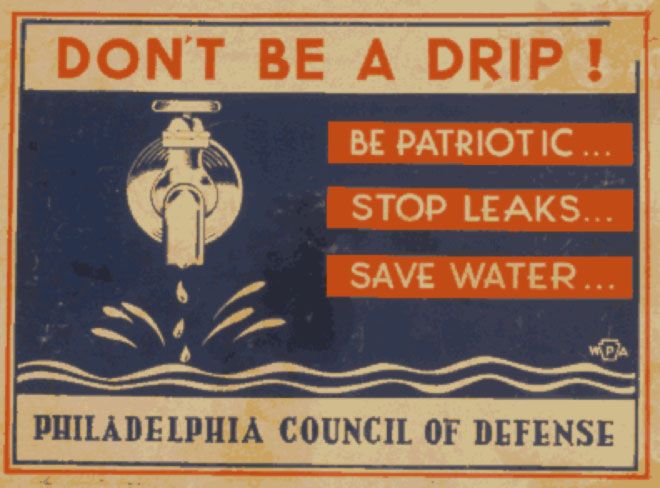 DON'T BE A DRIP!
BE PATRIOTIC...
STOP LEAKS...
SAVE WATER...
WPA
PHILADELPHIA COUNCIL OF DEFENSE